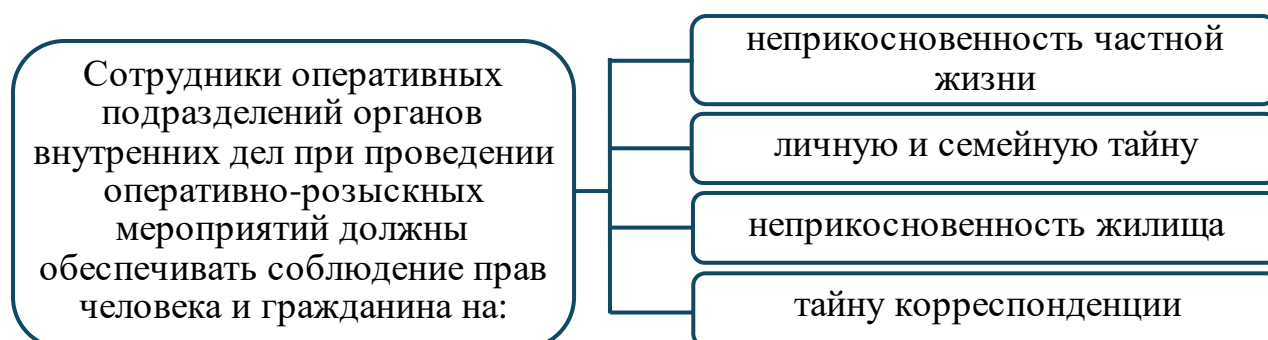 Сотрудники оперативных
подразделений органов
внутренних дел при проведении
оперативно-розыскных
мероприятий должны
обеспечивать соблюдение прав
человека и гражданина на:
неприкосновенность частной
жизни
личную и семейную тайну
неприкосновенность жилища
тайну корреспонденции